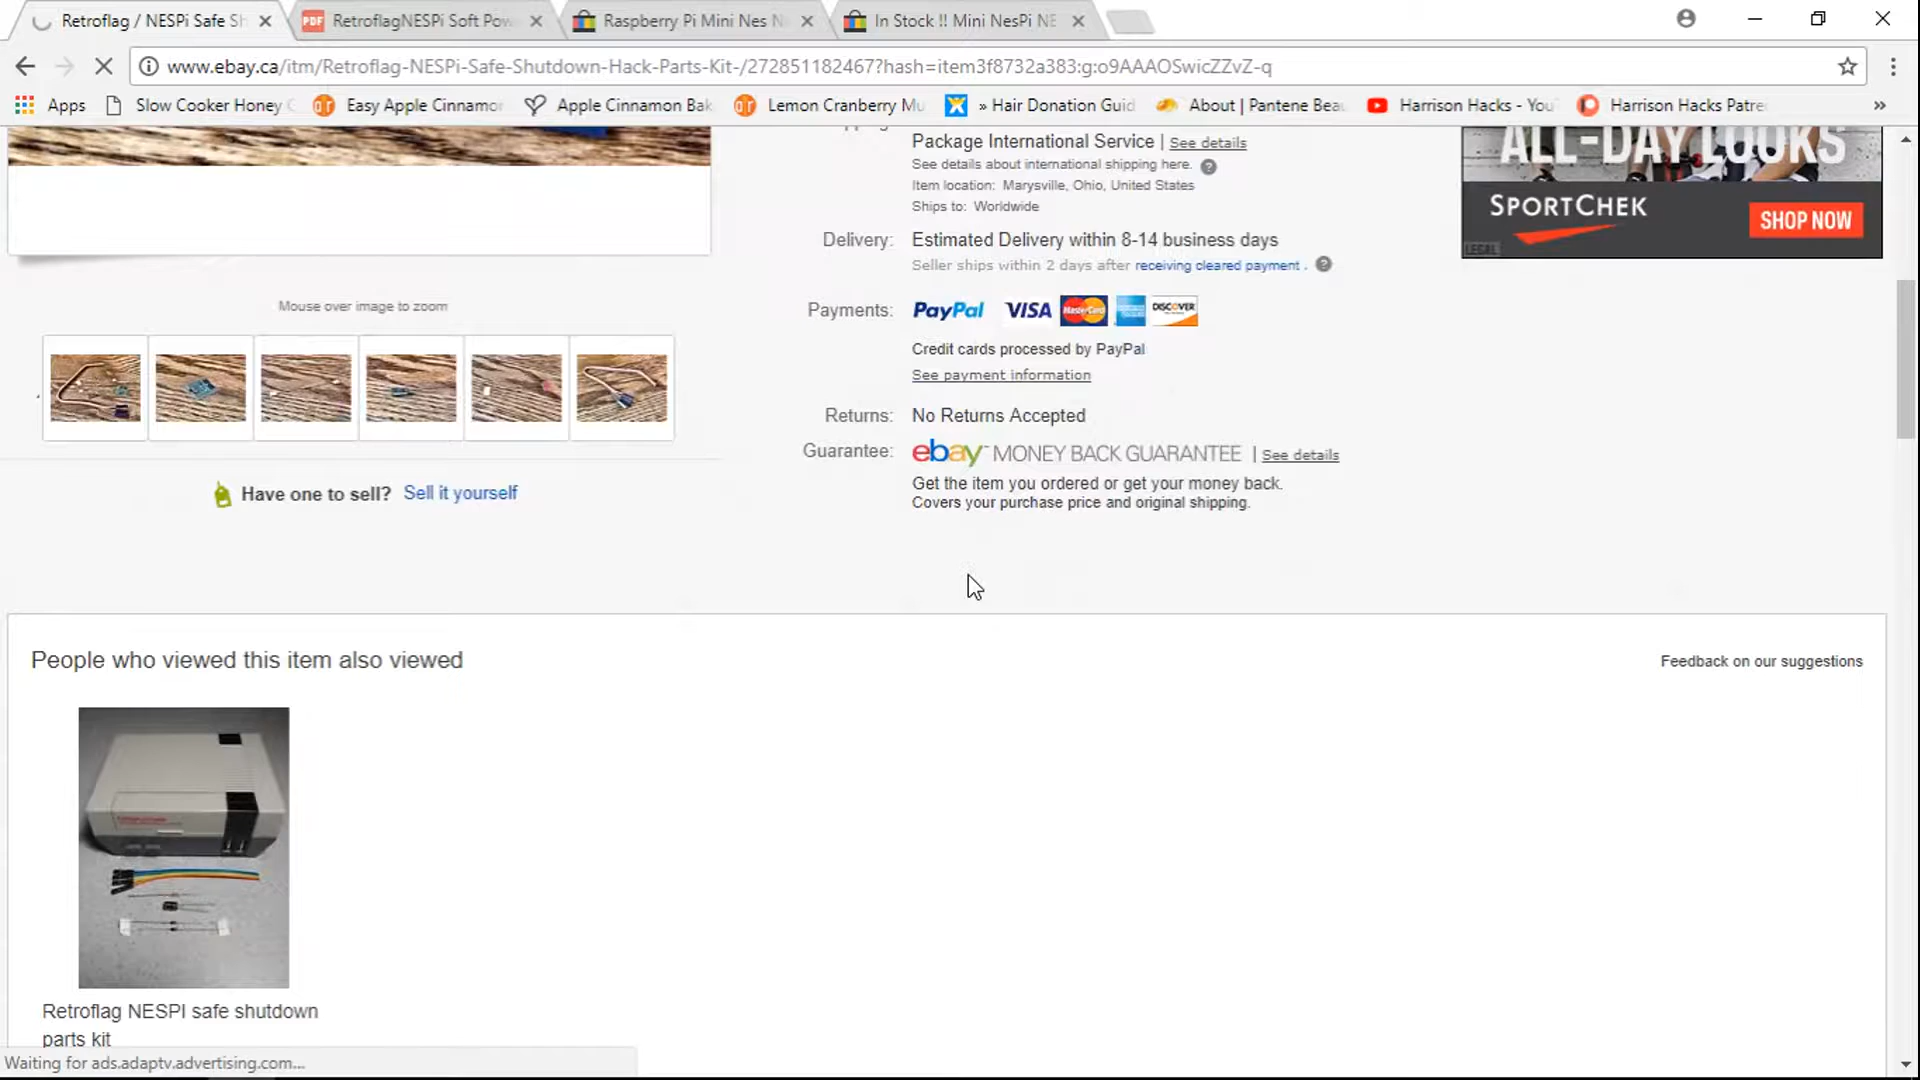 Retroflag / NESPi Safe Sh
RetroflagNESPi Soft Pow
Raspberry Pi Mini Nes N
In Stock !! Mini NesPi NE
www.ebay.ca/itm/Retroflag-NESPi-Safe-Shutdown-Hack-Parts-Kit-/272851182467?hash=item3f8732a383:g:o9AAAOSwicZZvZ-q
Apps
Slow Cooker Honey
Easy Apple Cinnamon
Apple Cinnamon Bak
Lemon Cranberry Mu
» Hair Donation Guid
About | Pantene Beau
Harrison Hacks - You
Harrison Hacks Patre
»
Package International Service | See details
See details about international shipping here.
Item location: Marysville, Ohio, United States
Ships to: Worldwide
Delivery: Estimated Delivery within 8-14 business days
Seller ships within 2 days after receiving cleared payment .
Payments: PayPal VISA MasterCard DISCOVER
Credit cards processed by PayPal
See payment information
Returns: No Returns Accepted
Guarantee: ebay™ MONEY BACK GUARANTEE | See details
Get the item you ordered or get your money back.
Covers your purchase price and original shipping.
ALL-DAY LOOKS
SPORTCHEK
SHOP NOW
LEGAL
Mouse over image to zoom
Have one to sell? Sell it yourself
People who viewed this item also viewed
Feedback on our suggestions
Retroflag NESPI safe shutdown
parts kit
Waiting for ads.adaptv.advertising.com...